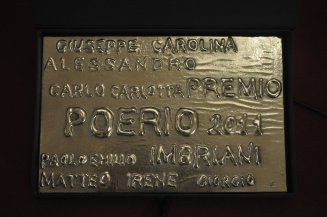 GIUSEPPE CAROLINA
ALESSANDRO
CARLO CARLOTTA PREMIO
POERIO 2011
PAOLO EMILIO IMBRIANI
MATTEO IRENE GIORGIO